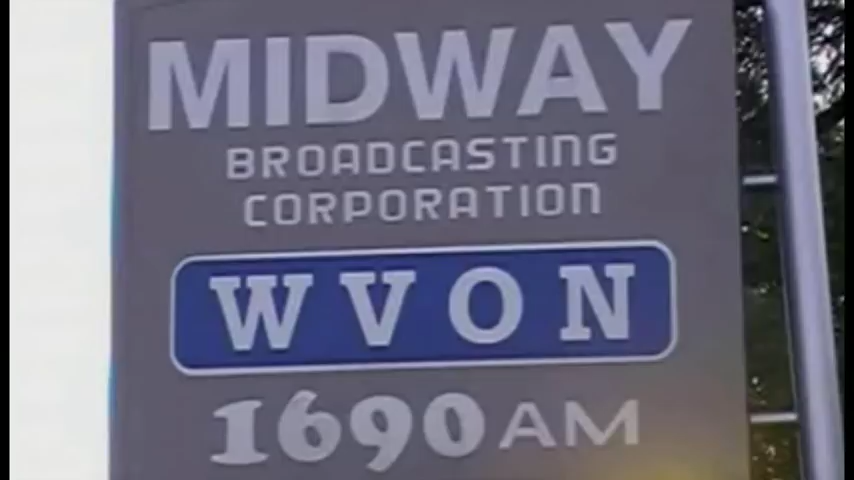 MIDWAY
BROADCASTING
CORPORATION
WVON
1690 AM